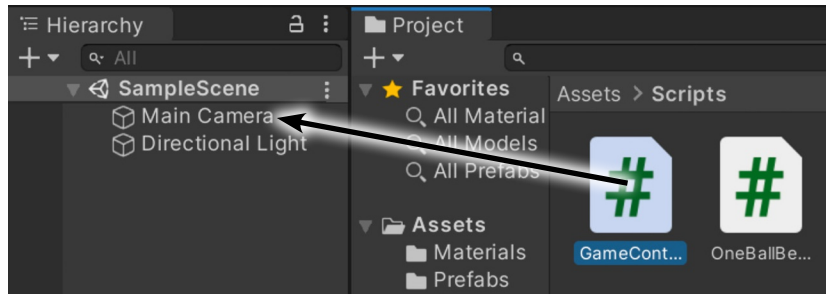 Hierarchy
All
SampleScene
Main Camera
Directional Light
Project
Favorites
All Material
All Models
All Prefabs
Assets
Materials
Prefabs
Assets > Scripts
GameCont...
OneBallBe...